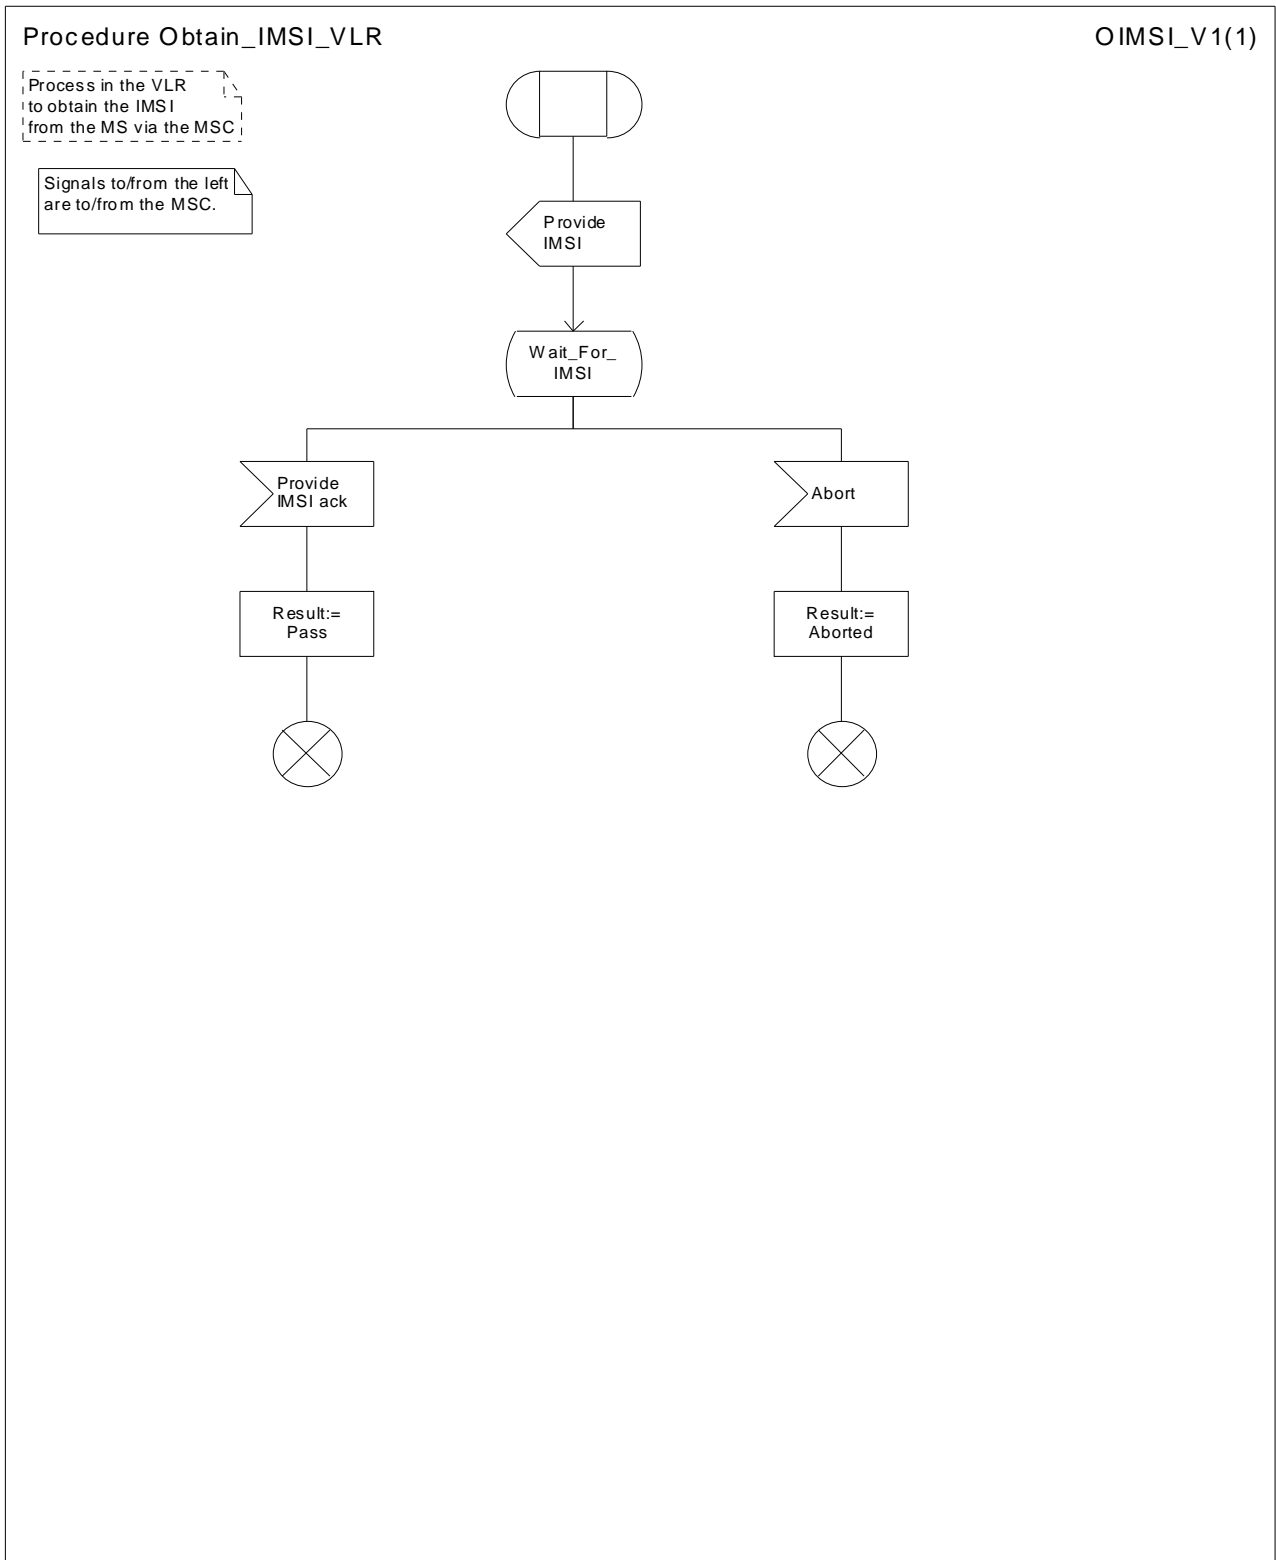 Procedure Obtain_IMSI_VLR
OIMSI_V1(1)
Process in the VLR
to obtain the IMSI
from the MS via the MSC
Signals to/from the left
are to/from the MSC.
Provide
IMSI
Wait_For_
IMSI
Provide
IMSI ack
Abort
Result:=
Pass
Result:=
Aborted